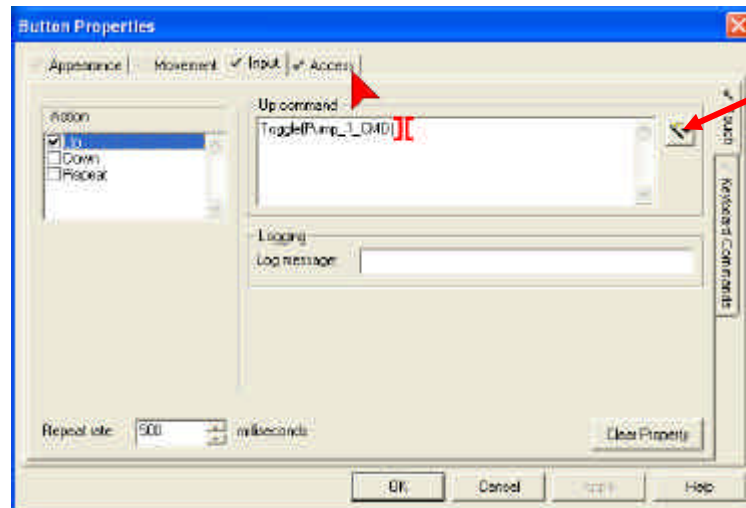 Button Properties
Appearance
Movement
Input
Access
Action
Up
Down
Repeat
Up command
Toggle(Pump_1_CMD)
Logging
Log message:
Touch
Keyboard Commands
Repeat rate
500
milliseconds
Clear Property
OK
Cancel
Apply
Help